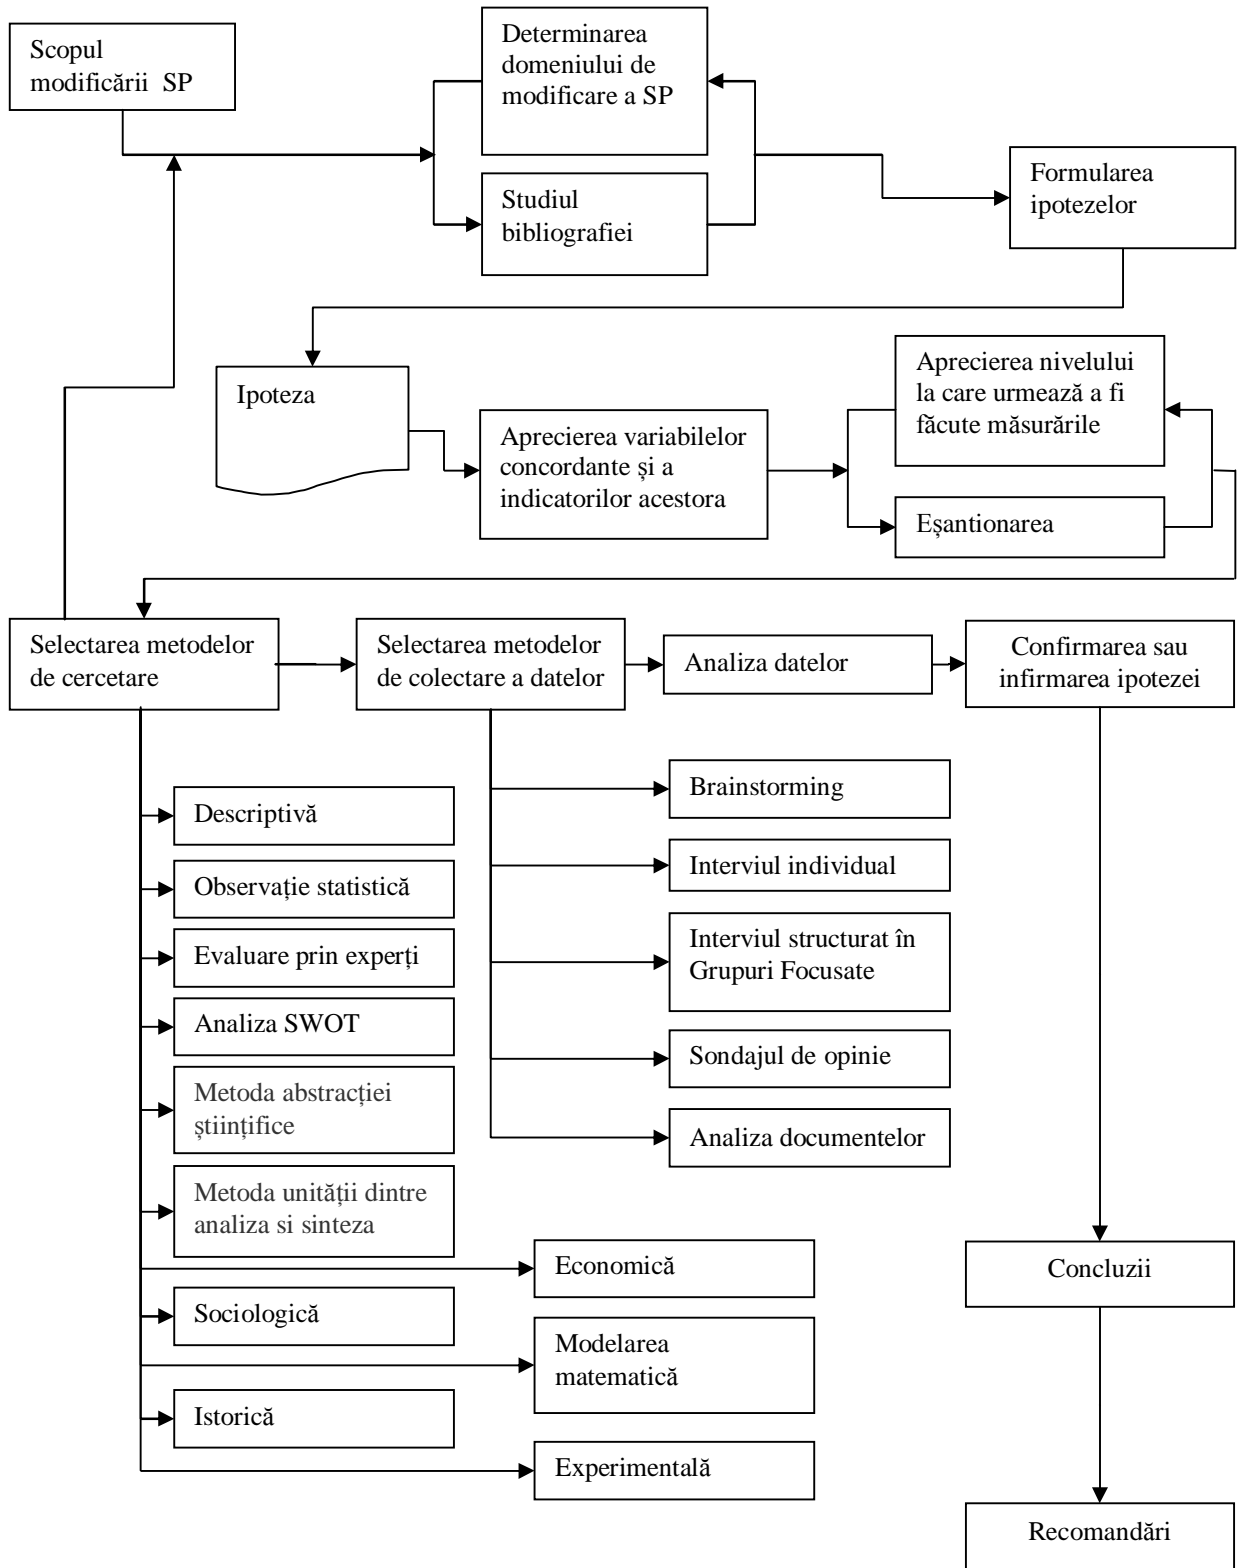 Scopul
modificării SP
Determinarea
domeniului de
modificare a SP
Studiul
bibliografiei
Formularea
ipotezelor
Ipoteza
Aprecierea variabilelor
concordante și a
indicatorilor acestora
Aprecierea nivelului
la care urmează a fi
făcute măsurările
Eșantionarea
Selectarea metodelor
de cercetare
Selectarea metodelor
de colectare a datelor
Analiza datelor
Confirmarea sau
infirmarea ipotezei
Descriptivă
Observație statistică
Evaluare prin experți
Analiza SWOT
Metoda abstracției
științifice
Metoda unității dintre
analiza si sinteza
Sociologică
Istorică
Economică
Modelarea
matematică
Experimentală
Brainstorming
Interviul individual
Interviul structurat în
Grupuri Focusate
Sondajul de opinie
Analiza documentelor
Concluzii
Recomandări